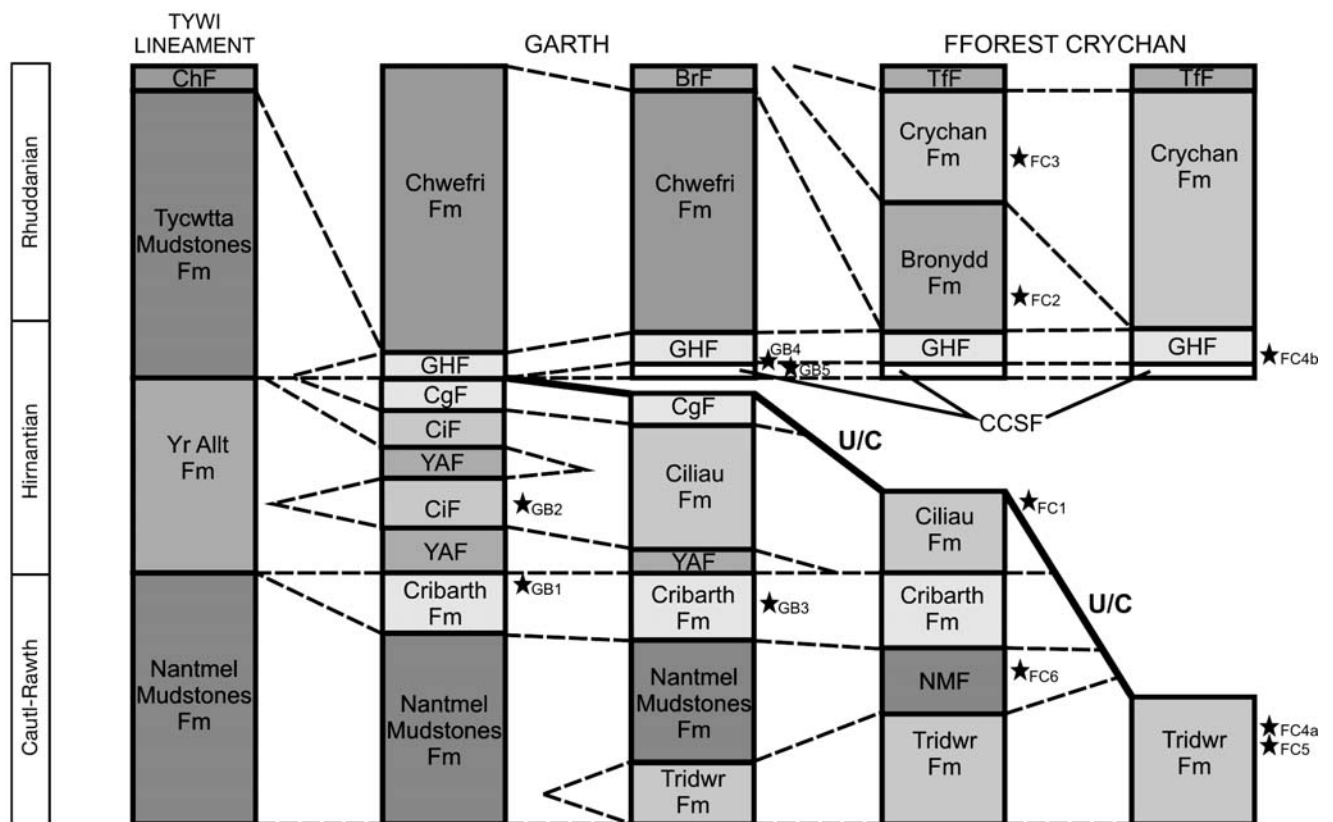 TYWI
LINEAMENT
GARTH
FFOREST CRYCHAN
Rhuddanian
Hirnantian
Cautl-Rawth
ChF
Tycwtta
Mudstones
Fm
Yr Allt
Fm
Nantmel
Mudstones
Fm
Chwefri
Fm
GHF
CgF
CiF
YAF
CiF
YAF
Cribarth
Fm
Nantmel
Mudstones
Fm
GB2
GB1
BrF
Chwefri
Fm
GHF
CgF
Ciliau
Fm
YAF
Cribarth
Fm
Nantmel
Mudstones
Fm
Tridwr
Fm
GB4
GB5
GB3
U/C
CCSF
TfF
Crychan
Fm
Bronydd
Fm
GHF
Ciliau
Fm
Cribarth
Fm
NMF
Tridwr
Fm
FC3
FC2
FC1
FC6
U/C
TfF
Crychan
Fm
GHF
Tridwr
Fm
FC4b
FC4a
FC5